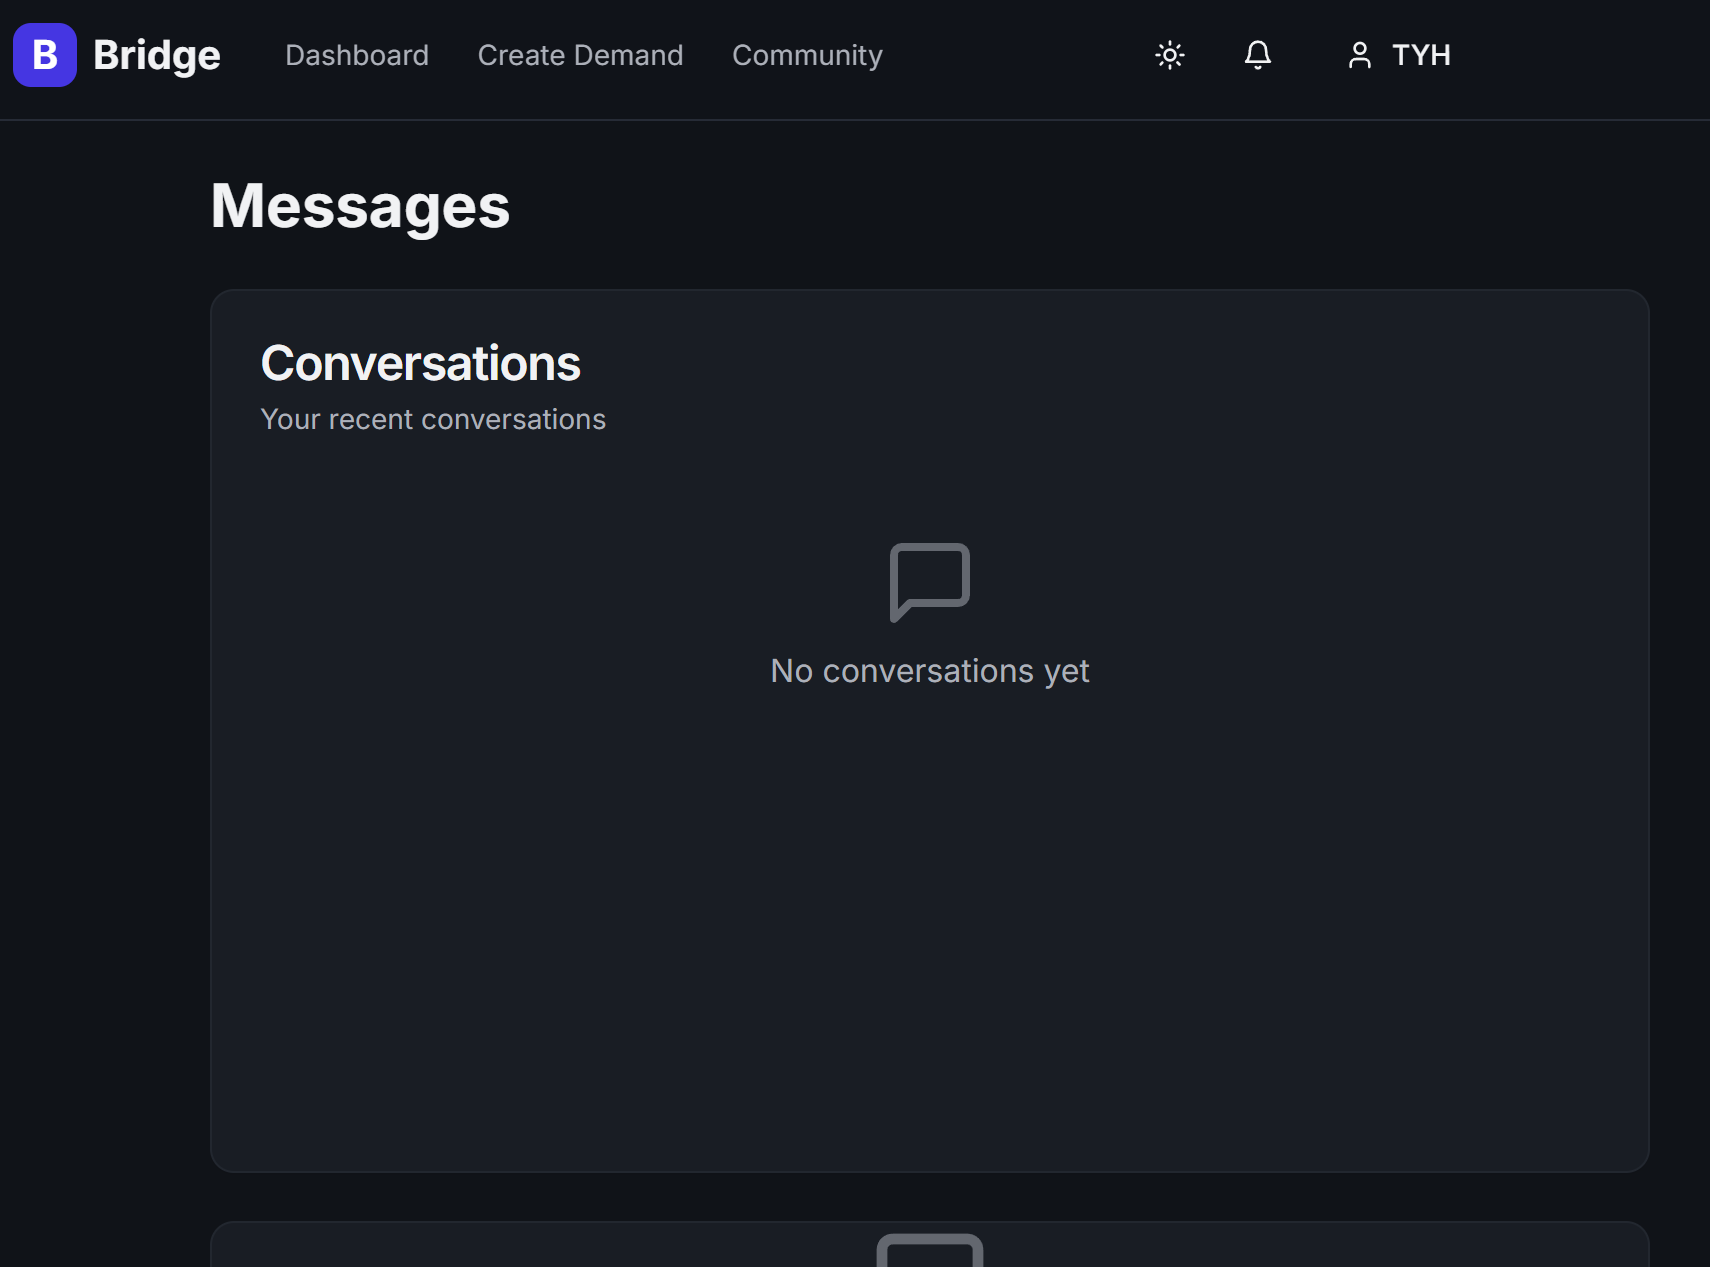 B Bridge Dashboard Create Demand Community TYH
Messages
Conversations
Your recent conversations
No conversations yet